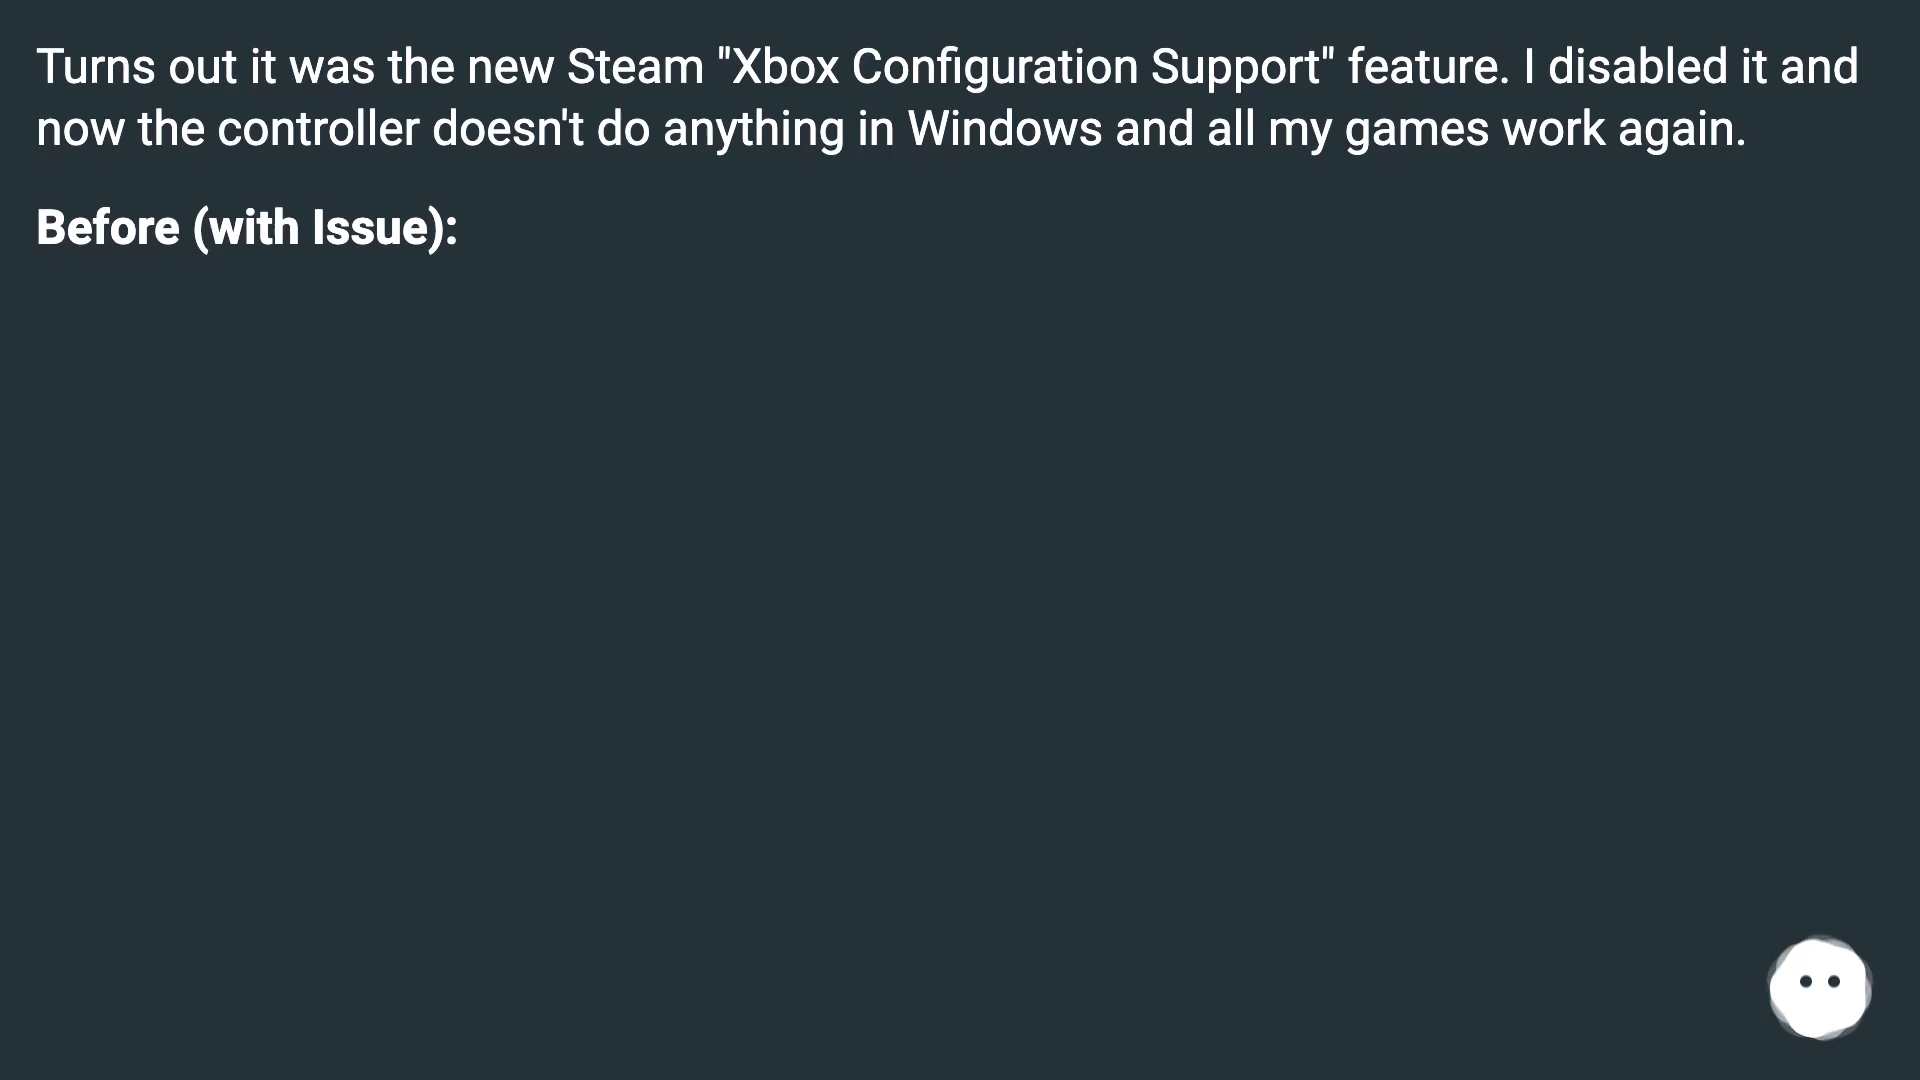 Turns out it was the new Steam "Xbox Configuration Support" feature. I disabled it and
now the controller doesn't do anything in Windows and all my games work again.
Before (with Issue):